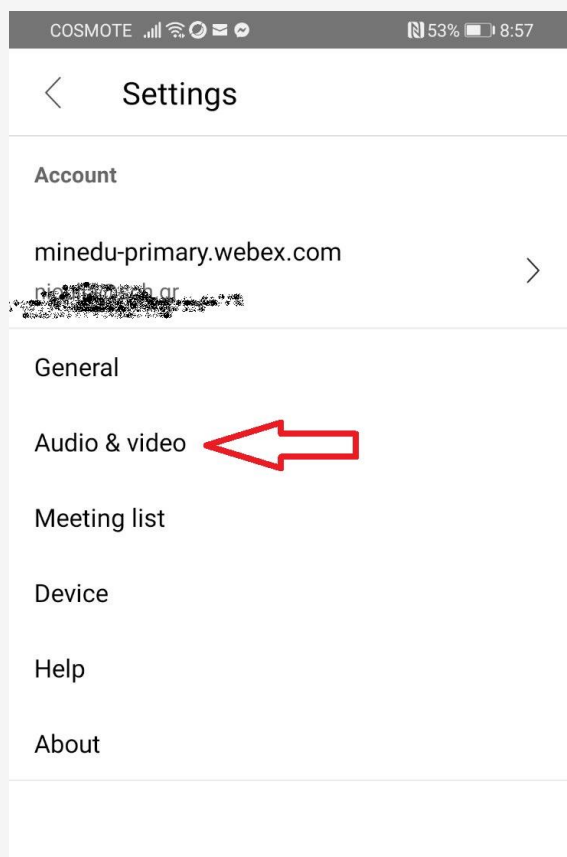 COSMOTE 53% 8:57
Settings
Account
minedu-primary.webex.com
General
Audio & video
Meeting list
Device
Help
About